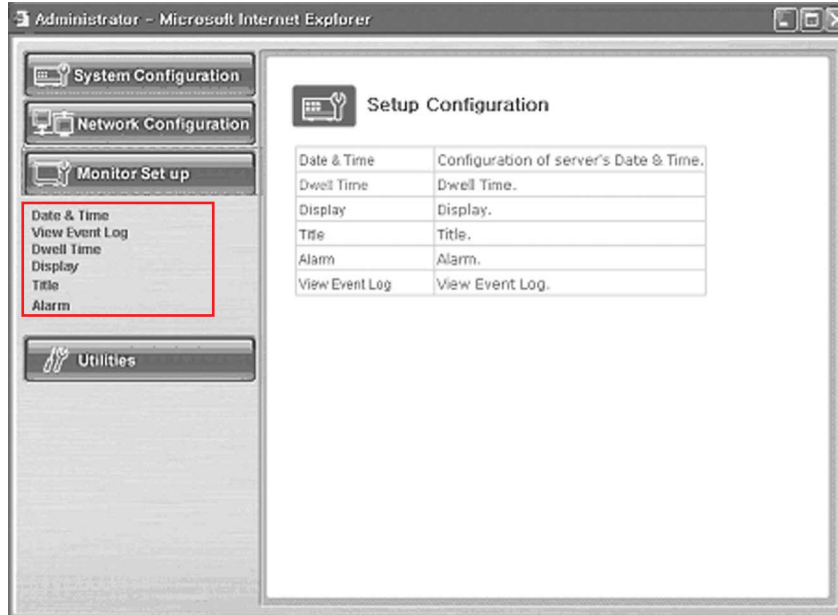 Administrator - Microsoft Internet Explorer
System Configuration
Network Configuration
Monitor Set up
Date & Time
View Event Log
Dwell Time
Display
Title
Alarm
Utilities
Setup Configuration
Date & Time Configuration of server's Date & Time.
Dwell Time Dwell Time.
Display Display.
Title Title.
Alarm Alarm.
View Event Log View Event Log.